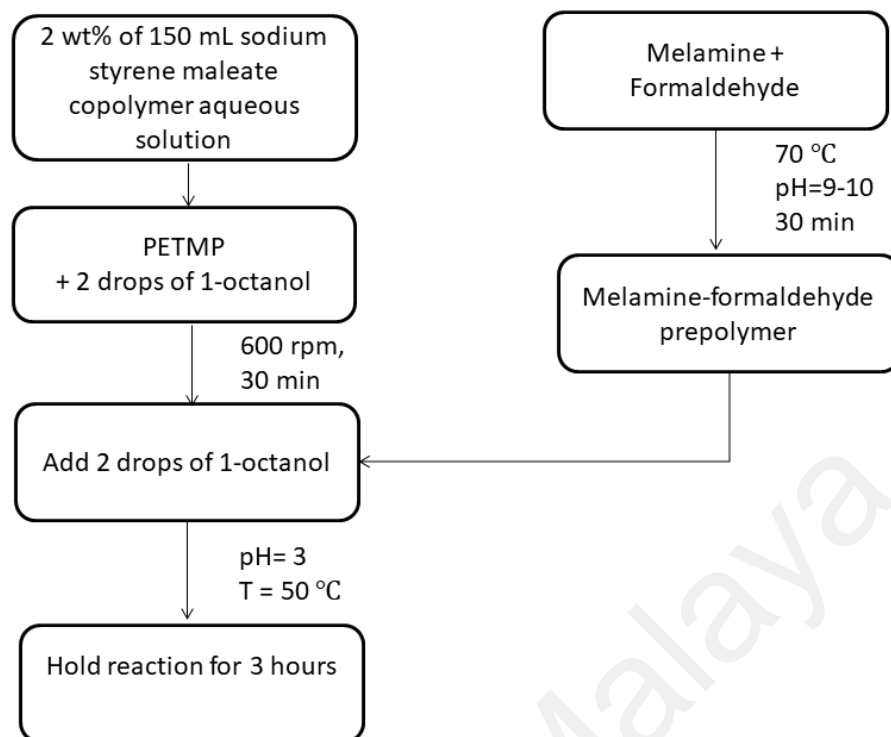 2 wt% of 150 mL sodium
styrene maleate
copolymer aqueous
solution
PETMP
+ 2 drops of 1-octanol
600 rpm,
30 min
Add 2 drops of 1-octanol
pH= 3
T = 50 °C
Hold reaction for 3 hours
Melamine +
Formaldehyde
70 °C
pH=9-10
30 min
Melamine-formaldehyde
prepolymer
Malaya